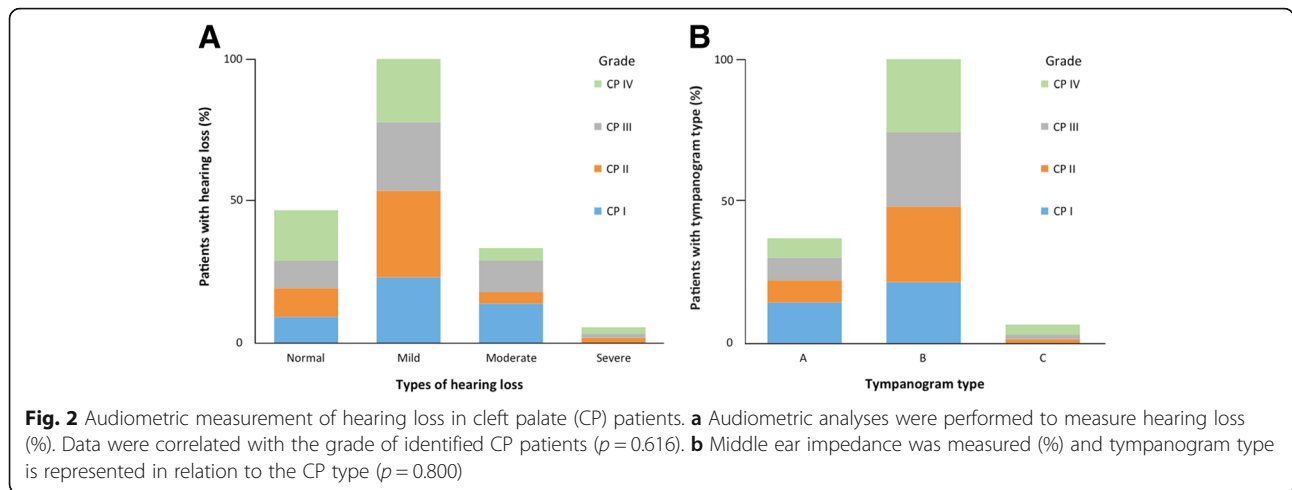 A
Patients with hearing loss (%)
100
50
0
Normal Mild Moderate Severe
Types of hearing loss
Grade
CP IV
CP III
CP II
CP I
B
Patients with tympanogram type (%)
100
50
0
A B C
Tympanogram type
Grade
CP IV
CP III
CP II
CP I
Fig. 2 Audiometric measurement of hearing loss in cleft palate (CP) patients. a Audiometric analyses were performed to measure hearing loss
(%). Data were correlated with the grade of identified CP patients (p = 0.616). b Middle ear impedance was measured (%) and tympanogram type
is represented in relation to the CP type (p = 0.800)